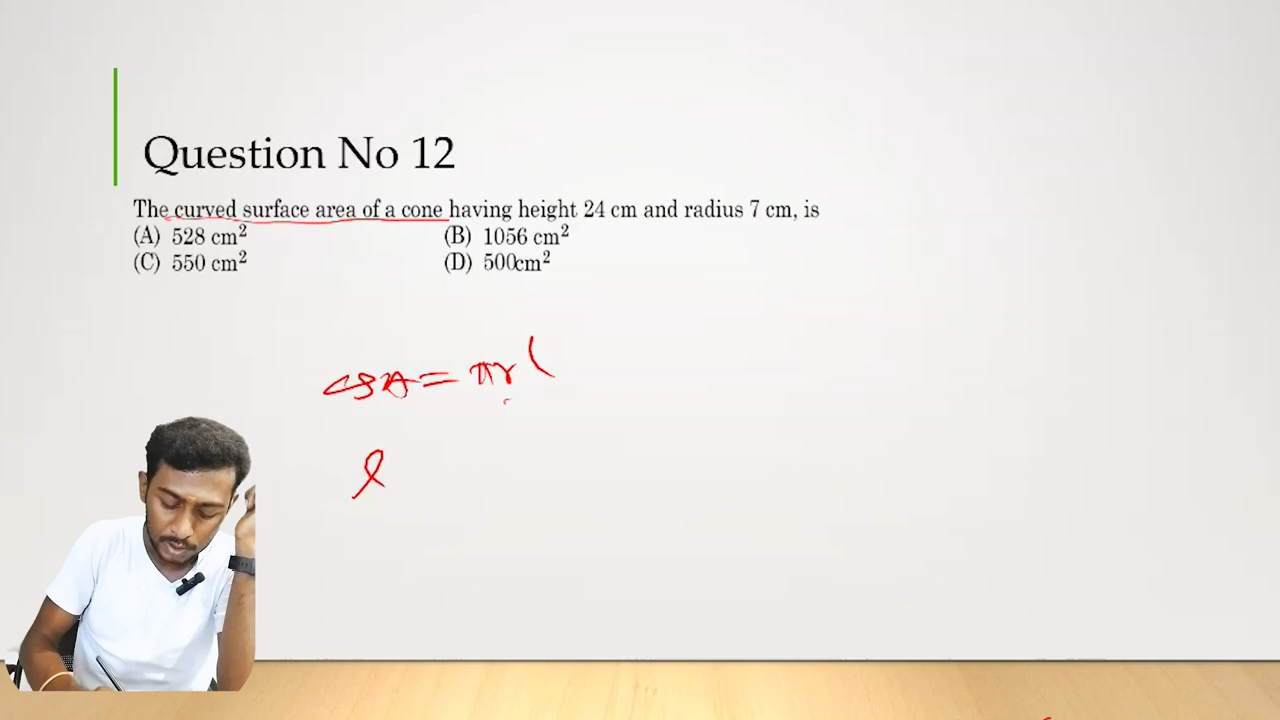 Question No 12
The curved surface area of a cone having height 24 cm and radius 7 cm, is
(A) 528 cm² (B) 1056 cm²
(C) 550 cm² (D) 500cm²
CSA = πr l
l